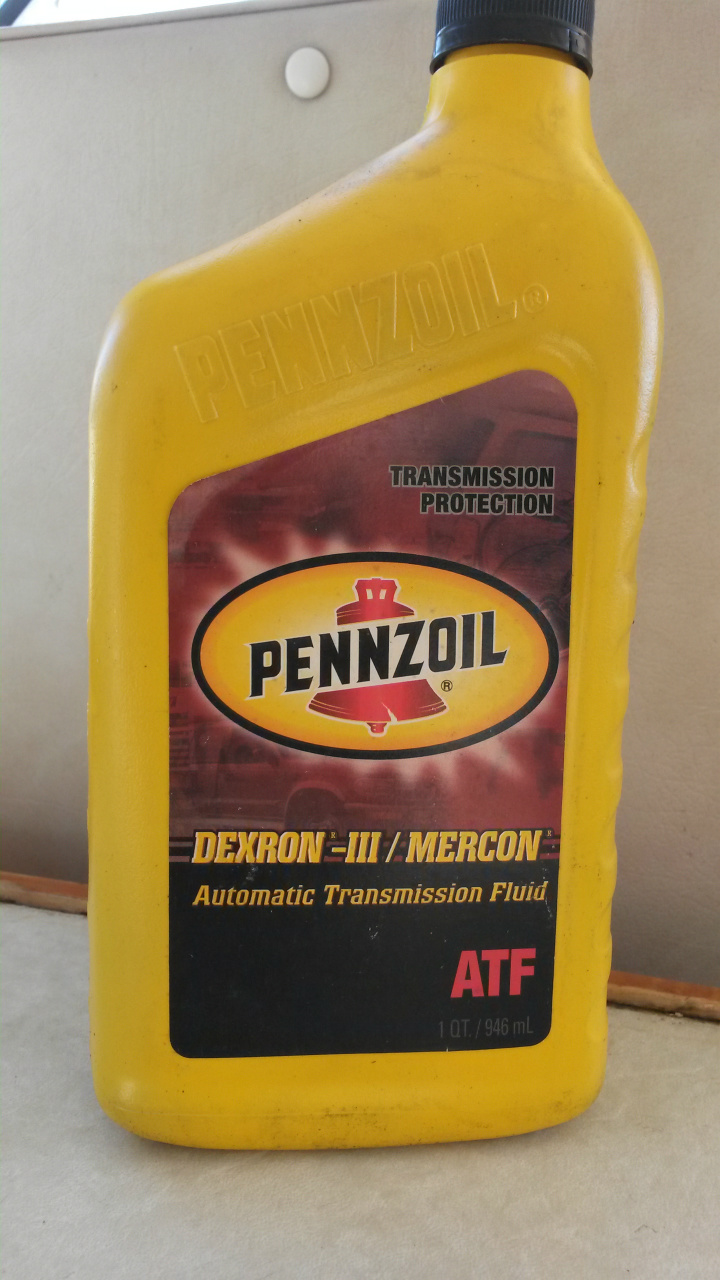 PENNZOIL®
TRANSMISSION
PROTECTION
PENNZOIL®
DEXRON®-III / MERCON®
Automatic Transmission Fluid
ATF
1 QT. / 946 mL